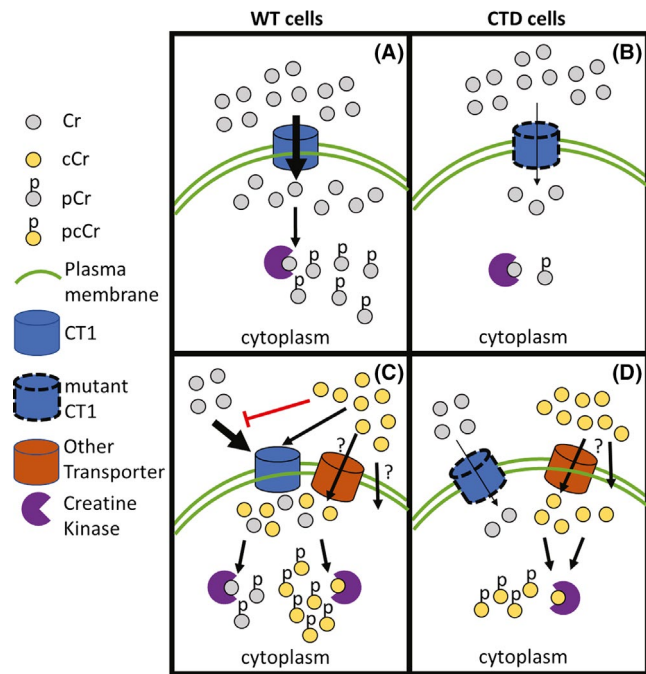 WT cells
CTD cells
(A)
(B)
Cr
cCr
p
pCr
p
pcCr
Plasma
membrane
CT1
mutant
CT1
Other
Transporter
Creatine
Kinase
p p p
p p
p
cytoplasm
p
cytoplasm
(C)
(D)
?
?
?
p
p
p
p
p
p p
p
p
cytoplasm
p p
p p
cytoplasm